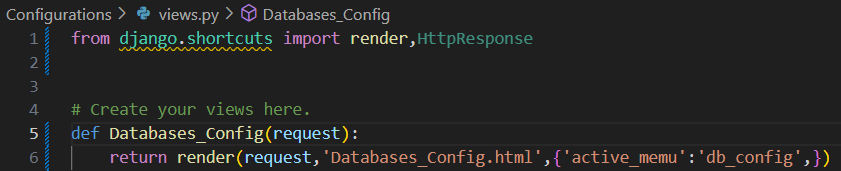 Configurations > views.py > Databases_Config
1 from django.shortcuts import render,HttpResponse
2
3
4 # Create your views here.
5 def Databases_Config(request):
6     return render(request,'Databases_Config.html',{'active_memu':'db_config',})